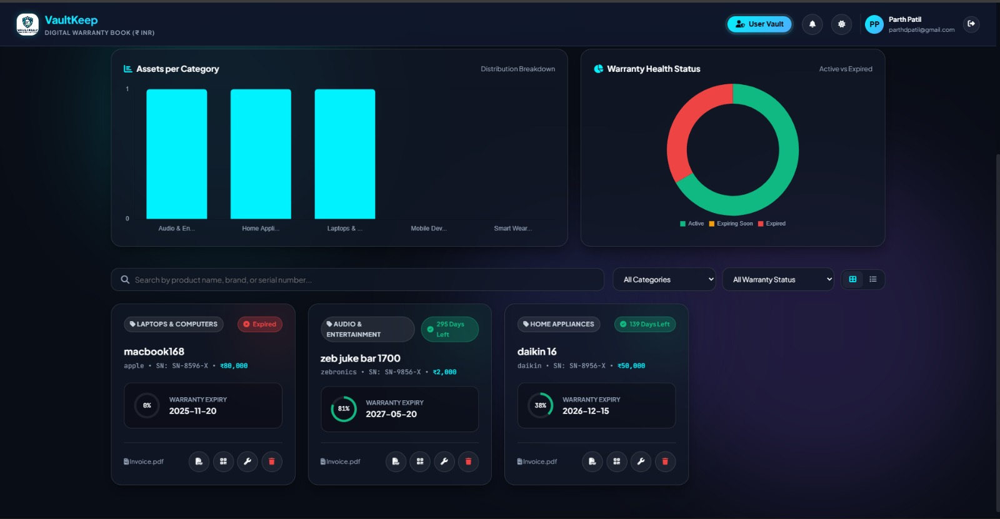 VaultKeep
DIGITAL WARRANTY BOOK (₹ INR)
User Vault
PP
Parth Patil
parthdpatil@gmail.com
Assets per Category
Distribution Breakdown
1
0
Audio & En...
Home Appli...
Laptops & ...
Mobile Dev...
Smart Wear...
Warranty Health Status
Active vs Expired
Active
Expiring Soon
Expired
Search by product name, brand, or serial number...
All Categories
All Warranty Status
LAPTOPS & COMPUTERS
Expired
macbook168
apple • SN: SN-8596-X • ₹80,000
0%
WARRANTY EXPIRY
2025-11-20
Invoice.pdf
AUDIO &
ENTERTAINMENT
295 Days
Left
zeb juke bar 1700
zebronics • SN: SN-9856-X • ₹2,000
81%
WARRANTY EXPIRY
2027-05-20
Invoice.pdf
HOME APPLIANCES
139 Days Left
daikin 16
daikin • SN: SN-8956-X • ₹50,000
38%
WARRANTY EXPIRY
2026-12-15
Invoice.pdf